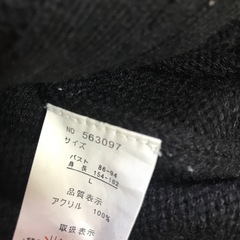 NO 563097
サイズ
バスト 86-94
身長 154-162
L
品質表示
アクリル 100%
取扱表示